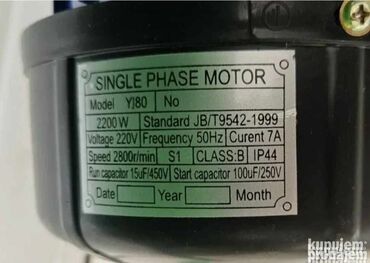 SINGLE PHASE MOTOR
Model YJ80 No
2200W Standard JB/T9542-1999
Voltage 220V Frequency 50Hz Curent 7A
Speed 2800r/min S1 CLASS:B IP44
Run capacitor 15uF/450V Start capacitor 100uF/250V
Date Year Month
kupujem
prodajem